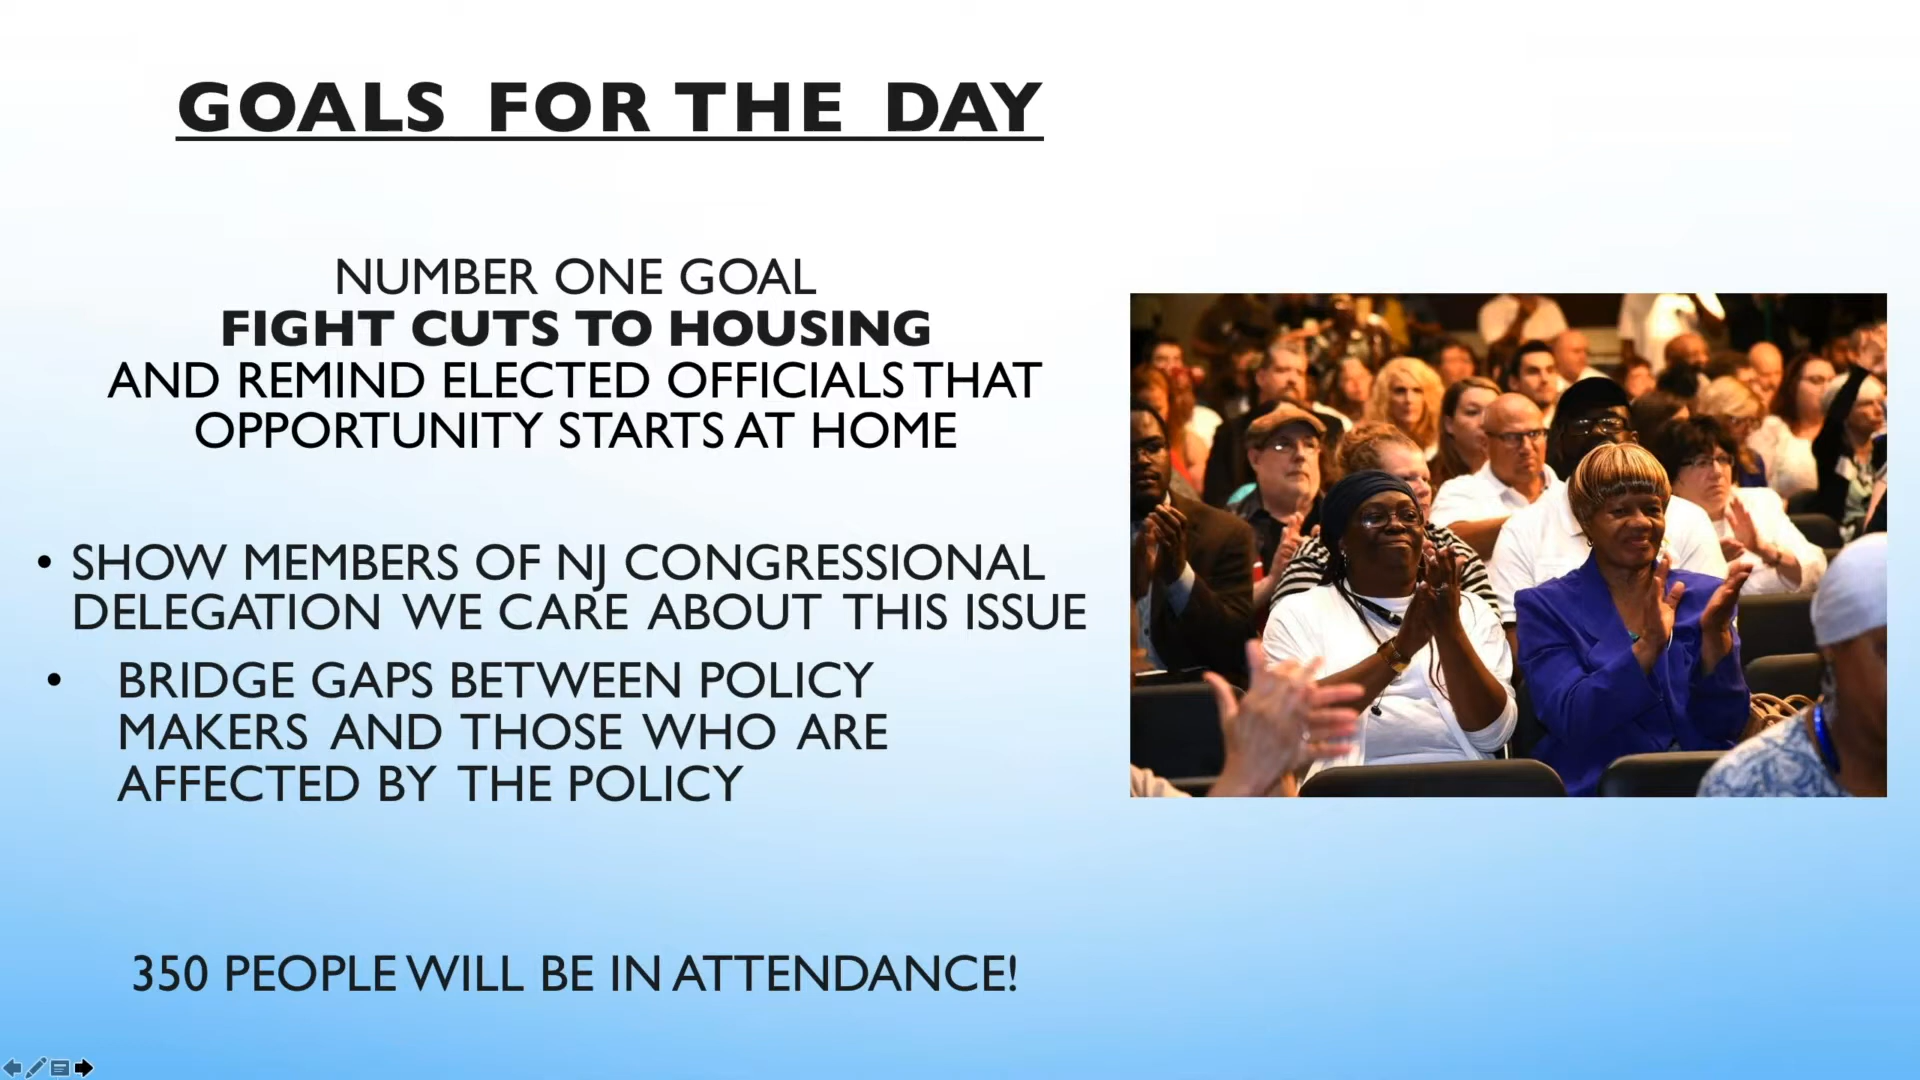 GOALS FOR THE DAY
NUMBER ONE GOAL
FIGHT CUTS TO HOUSING
AND REMIND ELECTED OFFICIALS THAT
OPPORTUNITY STARTS AT HOME
• SHOW MEMBERS OF NJ CONGRESSIONAL
DELEGATION WE CARE ABOUT THIS ISSUE
• BRIDGE GAPS BETWEEN POLICY
MAKERS AND THOSE WHO ARE
AFFECTED BY THE POLICY
350 PEOPLE WILL BE IN ATTENDANCE!